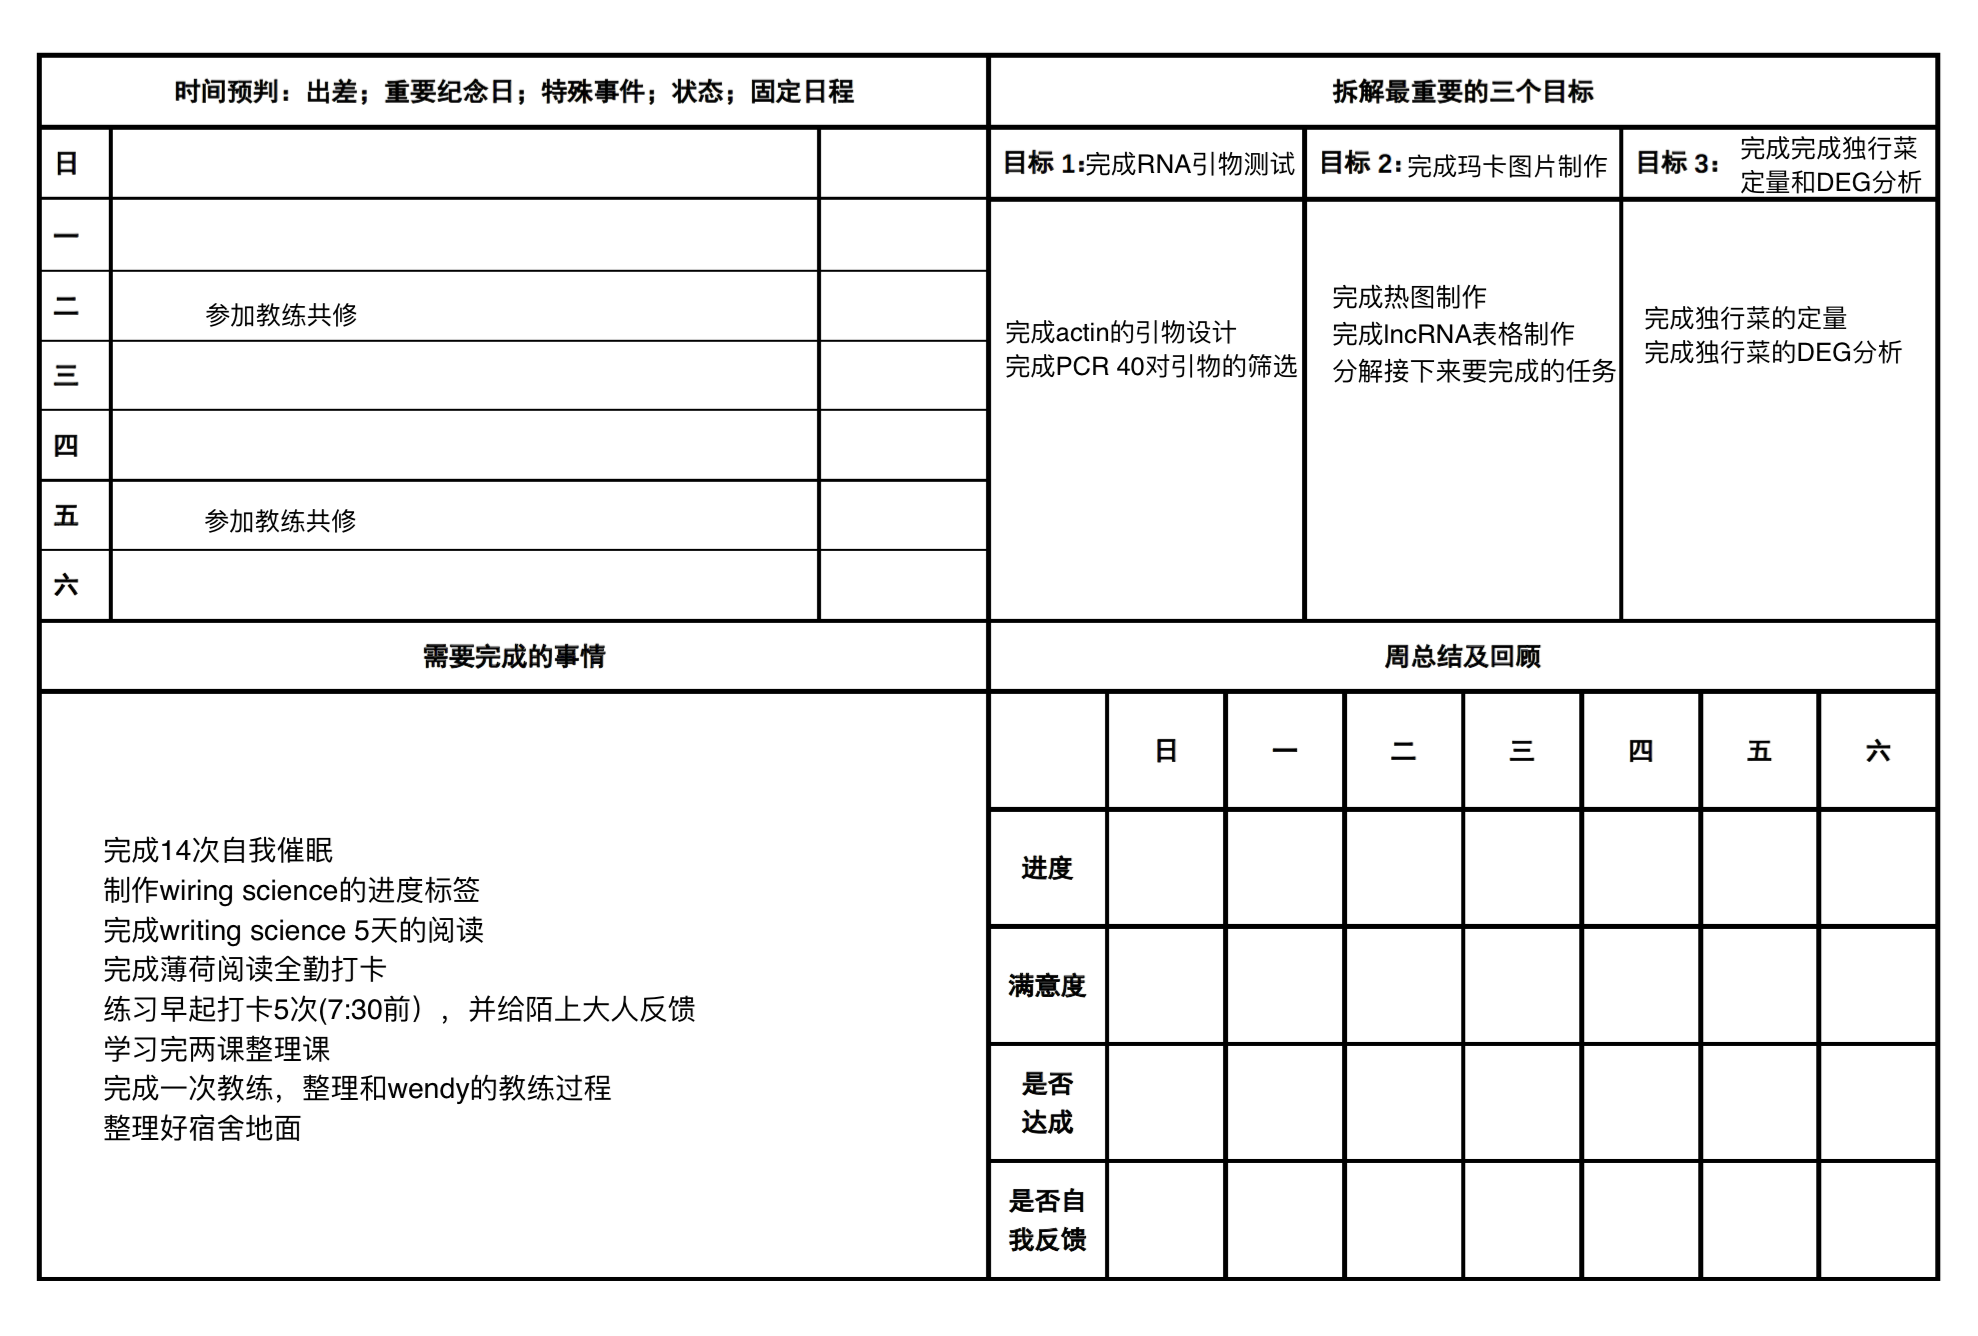 时间预判：出差；重要纪念日；特殊事件；状态；固定日程
日
一
二 参加教练共修
三
四
五 参加教练共修
六
拆解最重要的三个目标
目标 1:完成RNA引物测试
完成actin的引物设计
完成PCR 40对引物的筛选
目标 2: 完成玛卡图片制作
完成热图制作
完成lncRNA表格制作
分解接下来要完成的任务
目标 3: 完成完成独行菜
定量和DEG分析
完成独行菜的定量
完成独行菜的DEG分析
需要完成的事情
完成14次自我催眠
制作wiring science的进度标签
完成writing science 5天的阅读
完成薄荷阅读全勤打卡
练习早起打卡5次(7:30前），并给陌上大人反馈
学习完两课整理课
完成一次教练，整理和wendy的教练过程
整理好宿舍地面
周总结及回顾
日 一 二 三 四 五 六
进度
满意度
是否
达成
是否自
我反馈